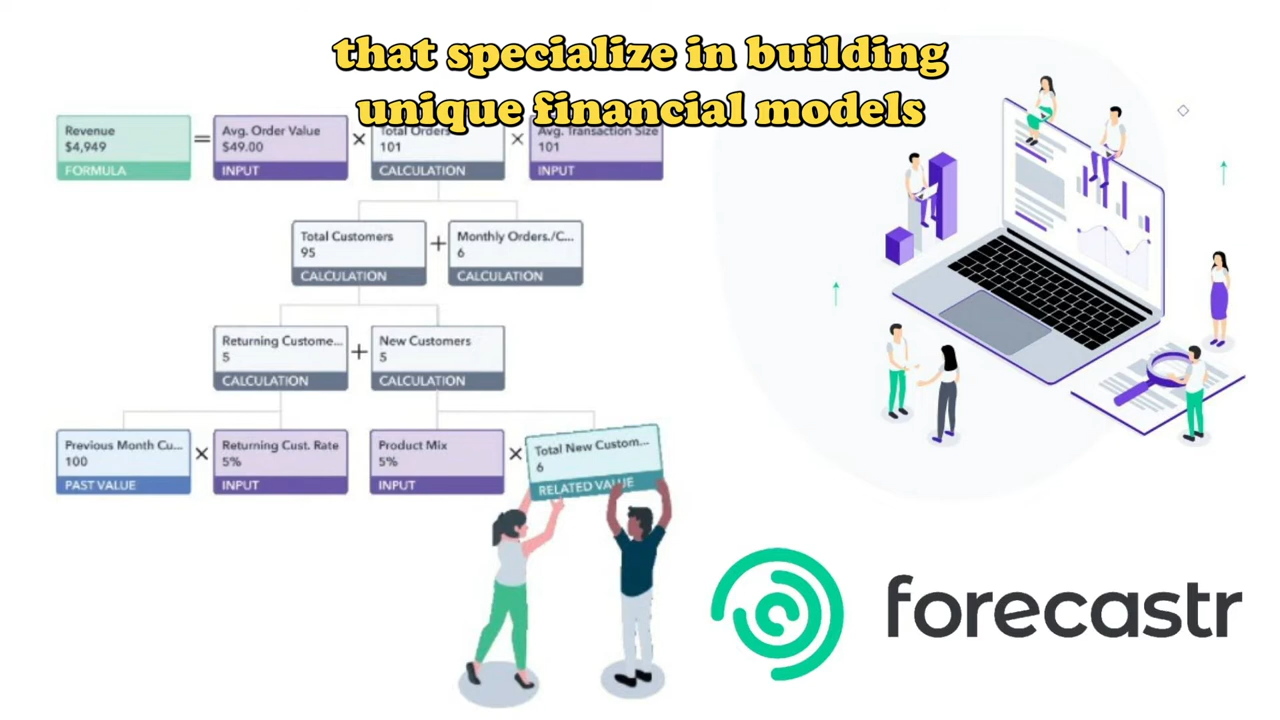 that specialize in building
unique financial models
Revenue
$4,949
FORMULA
=
Avg. Order Value
$49.00
INPUT
×
Total Orders
101
CALCULATION
×
Avg. Transaction Size
101
INPUT
Total Customers
95
CALCULATION
+
Monthly Orders./C...
6
CALCULATION
Returning Custome...
5
CALCULATION
+
New Customers
5
CALCULATION
Previous Month Cu...
100
PAST VALUE
×
Returning Cust. Rate
5%
INPUT
Product Mix
5%
INPUT
×
Total New Custom...
6
RELATED VALUE
forecastr